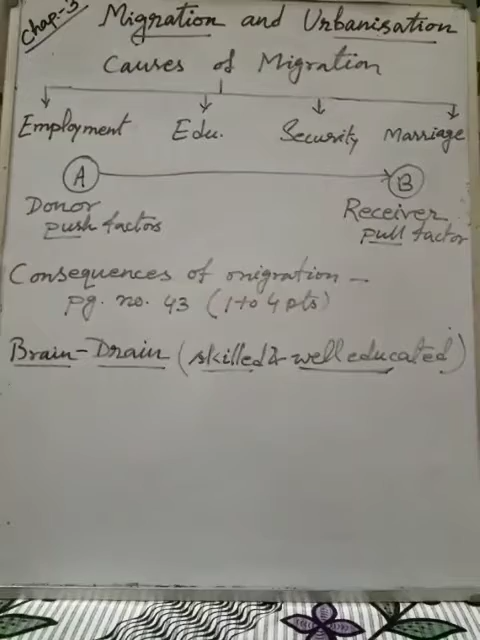 Chap.-3 Migration and Urbanisation
Causes of Migration
Employment Edu. Security Marriage
A B
Donor Receiver
push factors pull factor
Consequences of migration –
pg. no. 43 (1 to 4 pts)
Brain-Drain (skilled & well educated)